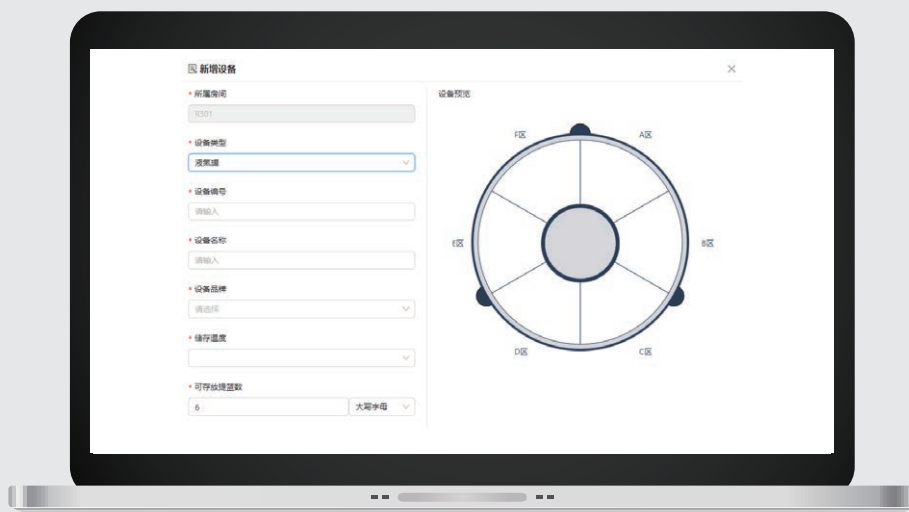 新增设备
* 所属房间
R301
* 设备类型
液氮罐
* 设备编号
请输入
* 设备名称
请输入
* 设备品牌
请选择
* 储存温度
* 可存放提篮数
6
大写字母
设备预览
F区
A区
E区
B区
D区
C区